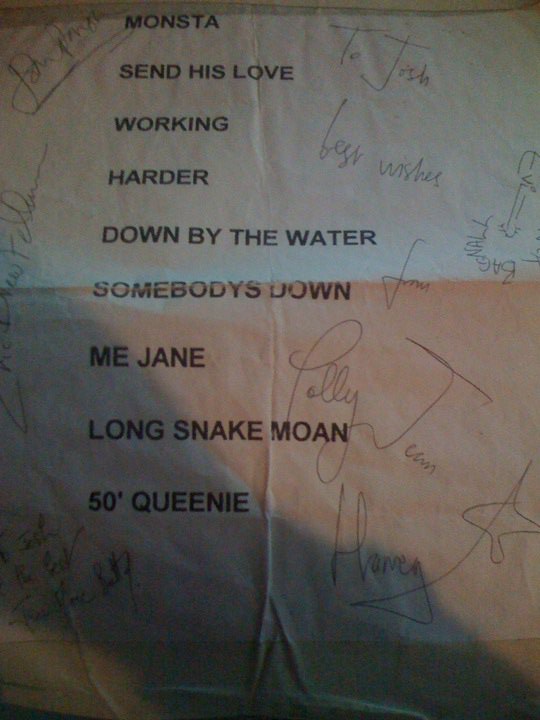 MONSTA
SEND HIS LOVE
WORKING
HARDER
DOWN BY THE WATER
SOMEBODYS DOWN
ME JANE
LONG SNAKE MOAN
50' QUEENIE
To Josh
best wishes
from
Polly
Jean
Harvey
BAGNALL